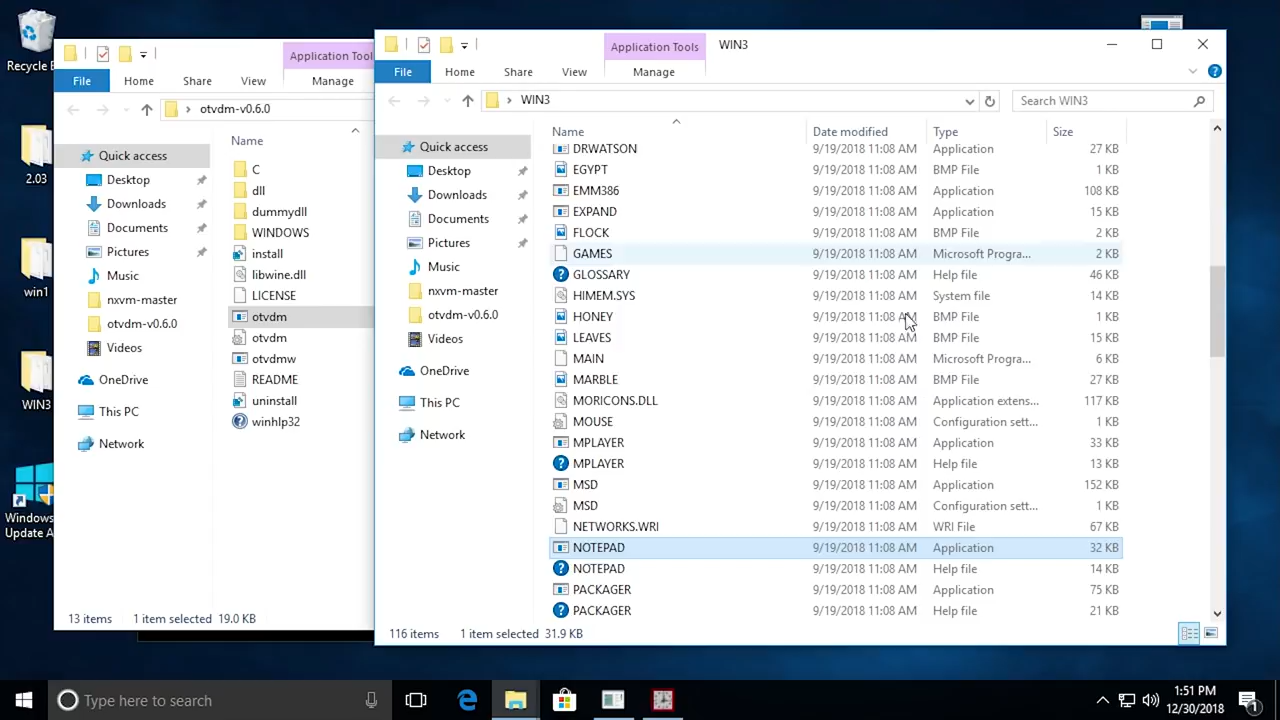 Recycle B
2.03
win1
WIN3
Windows
Update A
Application Tool
File
Home
Share
View
Manage
otvdm-v0.6.0
Name
Quick access
Desktop
Downloads
Documents
Pictures
Music
nxvm-master
otvdm-v0.6.0
Videos
OneDrive
This PC
Network
C
dll
dummydll
WINDOWS
install
libwine.dll
LICENSE
otvdm
otvdm
otvdmw
README
uninstall
winhlp32
13 items 1 item selected 19.0 KB
Application Tools WIN3
File Home Share View Manage
WIN3 Search WIN3
Quick access
Desktop
Downloads
Documents
Pictures
Music
nxvm-master
otvdm-v0.6.0
Videos
OneDrive
This PC
Network
Name Date modified Type Size
DRWATSON 9/19/2018 11:08 AM Application 27 KB
EGYPT 9/19/2018 11:08 AM BMP File 1 KB
EMM386 9/19/2018 11:08 AM Application 108 KB
EXPAND 9/19/2018 11:08 AM Application 15 KB
FLOCK 9/19/2018 11:08 AM BMP File 2 KB
GAMES 9/19/2018 11:08 AM Microsoft Progra... 2 KB
GLOSSARY 9/19/2018 11:08 AM Help file 46 KB
HIMEM.SYS 9/19/2018 11:08 AM System file 14 KB
HONEY 9/19/2018 11:08 AM BMP File 1 KB
LEAVES 9/19/2018 11:08 AM BMP File 15 KB
MAIN 9/19/2018 11:08 AM Microsoft Progra... 6 KB
MARBLE 9/19/2018 11:08 AM BMP File 27 KB
MORICONS.DLL 9/19/2018 11:08 AM Application extens... 117 KB
MOUSE 9/19/2018 11:08 AM Configuration sett... 1 KB
MPLAYER 9/19/2018 11:08 AM Application 33 KB
MPLAYER 9/19/2018 11:08 AM Help file 13 KB
MSD 9/19/2018 11:08 AM Application 152 KB
MSD 9/19/2018 11:08 AM Configuration sett... 1 KB
NETWORKS.WRI 9/19/2018 11:08 AM WRI File 67 KB
NOTEPAD 9/19/2018 11:08 AM Application 32 KB
NOTEPAD 9/19/2018 11:08 AM Help file 14 KB
PACKAGER 9/19/2018 11:08 AM Application 75 KB
PACKAGER 9/19/2018 11:08 AM Help file 21 KB
116 items 1 item selected 31.9 KB
Type here to search
1:51 PM
12/30/2018
1